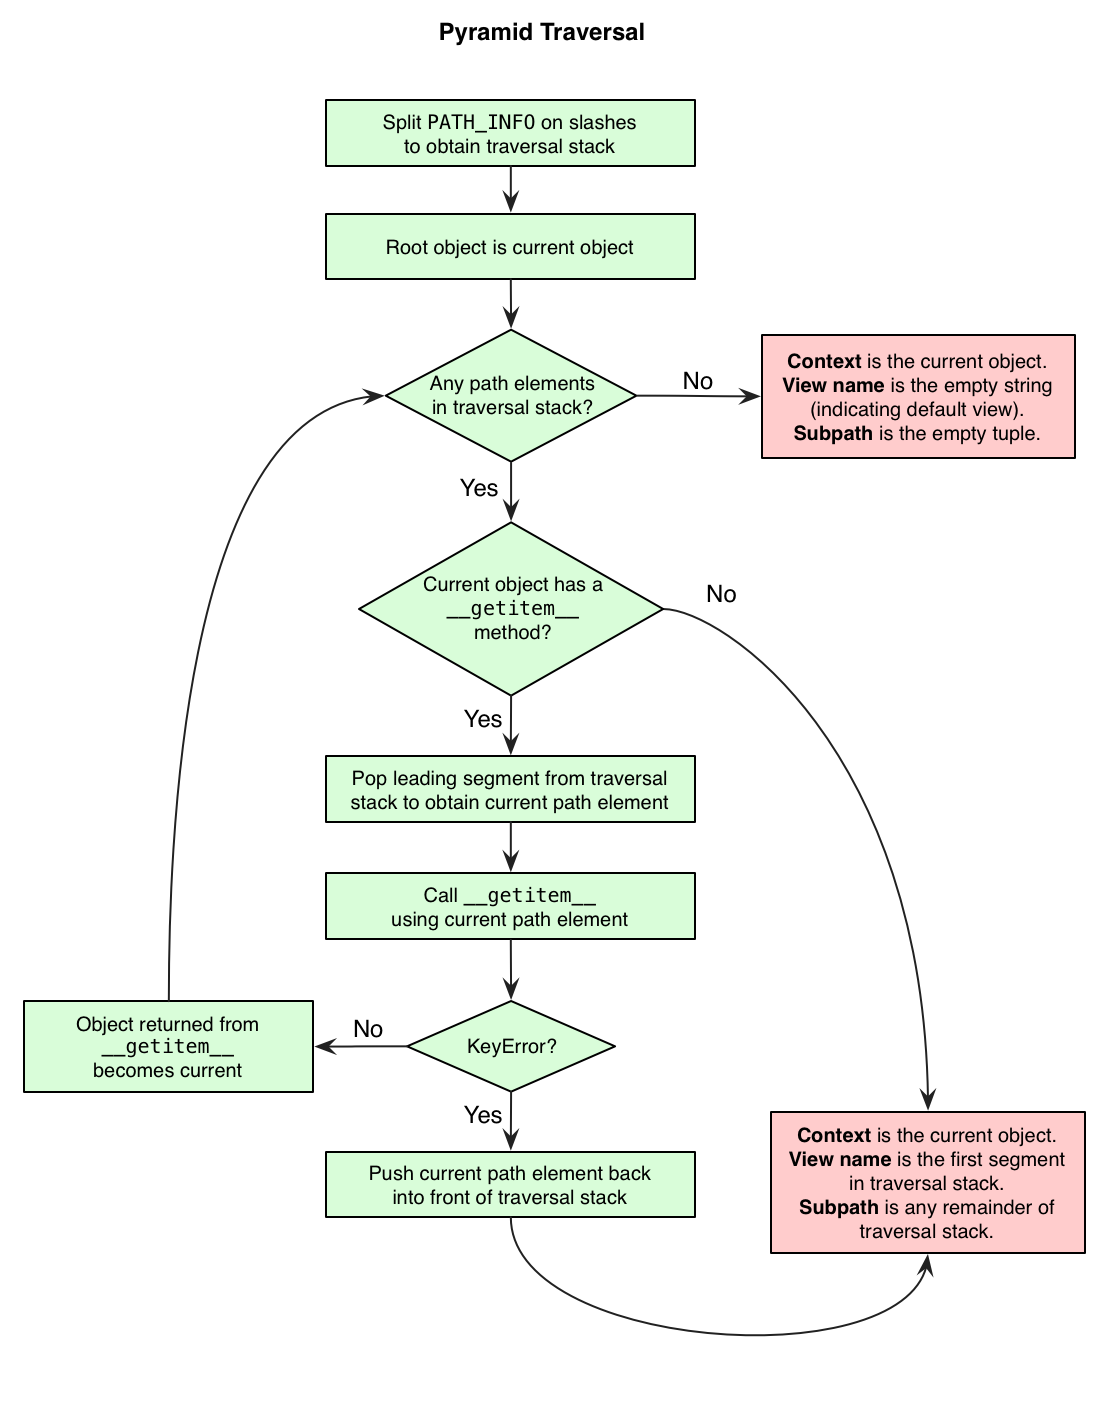 Pyramid Traversal
Split PATH_INFO on slashes
to obtain traversal stack
Root object is current object
Any path elements
in traversal stack?
No
Context is the current object.
View name is the empty string
(indicating default view).
Subpath is the empty tuple.
Yes
Current object has a
__getitem__
method?
No
Yes
Pop leading segment from traversal
stack to obtain current path element
Call __getitem__
using current path element
KeyError?
No
Object returned from
__getitem__
becomes current
Yes
Push current path element back
into front of traversal stack
Context is the current object.
View name is the first segment
in traversal stack.
Subpath is any remainder of
traversal stack.